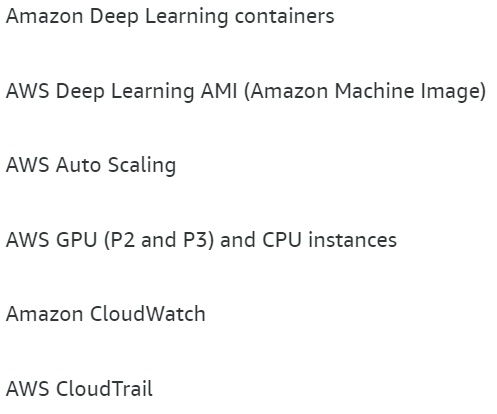 Amazon Deep Learning containers
AWS Deep Learning AMI (Amazon Machine Image)
AWS Auto Scaling
AWS GPU (P2 and P3) and CPU instances
Amazon CloudWatch
AWS CloudTrail